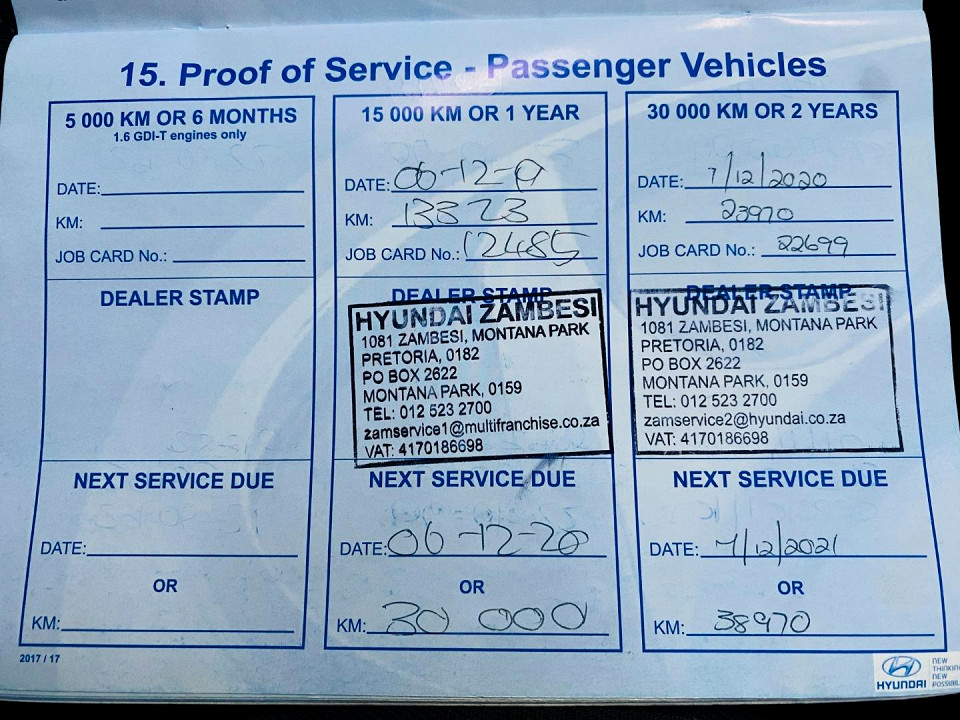 15. Proof of Service - Passenger Vehicles
5 000 KM OR 6 MONTHS
1.6 GDI-T engines only
DATE:
KM:
JOB CARD No.:
DEALER STAMP
NEXT SERVICE DUE
DATE:
OR
KM:
15 000 KM OR 1 YEAR
DATE: 06-12-19
KM: 13323
JOB CARD No.: 12485
DEALER STAMP
HYUNDAI ZAMBESI
1081 ZAMBESI, MONTANA PARK
PRETORIA, 0182
PO BOX 2622
MONTANA PARK, 0159
TEL: 012 523 2700
zamservice1@multifranchise.co.za
VAT: 4170186698
NEXT SERVICE DUE
DATE: 06-12-20
OR
KM: 30 000
30 000 KM OR 2 YEARS
DATE: 7/12/2020
KM: 23970
JOB CARD No.: 22699
DEALER STAMP
HYUNDAI ZAMBESI
1081 ZAMBESI, MONTANA PARK
PRETORIA, 0182
PO BOX 2622
MONTANA PARK, 0159
TEL: 012 523 2700
zamservice2@hyundai.co.za
VAT: 4170186698
NEXT SERVICE DUE
DATE: 7/12/2021
OR
KM: 38970
2017 / 17
HYUNDAI
NEW
THINKIN
NEW
POSSIBIL